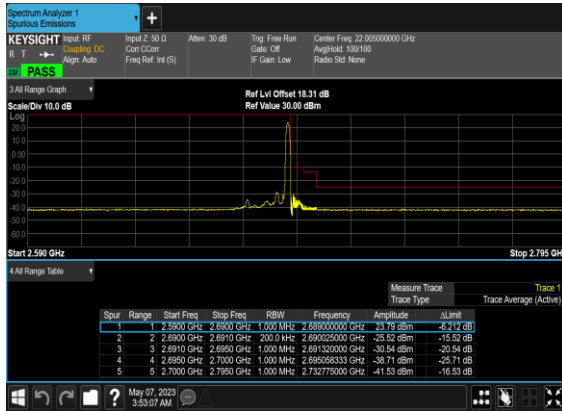 Spectrum Analyzer 1
Spurious Emissions
KEYSIGHT Input: RF Input Z: 50 Ω Atten: 30 dB Trig: Free Run Center Freq: 22.005000000 GHz
R T Coupling: DC Corr CCorr Gate: Off Avg|Hold: 100/100
Align: Auto Freq Ref: Int (S) IF Gain: Low Radio Std: None
PASS
3 All Range Graph
Ref Lvl Offset 18.31 dB
Scale/Div 10.0 dB Ref Value 30.00 dBm
Log
20.0
10.0
0.00
-10.0
-20.0
-30.0
-40.0
-50.0
-60.0
Start 2.590 GHz Stop 2.795 GH
4 All Range Table
Measure Trace Trace 1
Trace Type Trace Average (Active)
Spur Range Start Freq Stop Freq RBW Frequency Amplitude ΔLimit
1 1 2.5900 GHz 2.6900 GHz 1.000 MHz 2.689000000 GHz 23.79 dBm -6.212 dB
2 2 2.6900 GHz 2.6910 GHz 200.0 kHz 2.690025000 GHz -25.52 dBm -15.52 dB
3 3 2.6910 GHz 2.6950 GHz 1.000 MHz 2.691320000 GHz -30.54 dBm -20.54 dB
4 4 2.6950 GHz 2.7000 GHz 1.000 MHz 2.695058333 GHz -38.71 dBm -25.71 dB
5 5 2.7000 GHz 2.7950 GHz 1.000 MHz 2.732775000 GHz -41.53 dBm -16.53 dB
May 07, 2023
3:53:07 AM